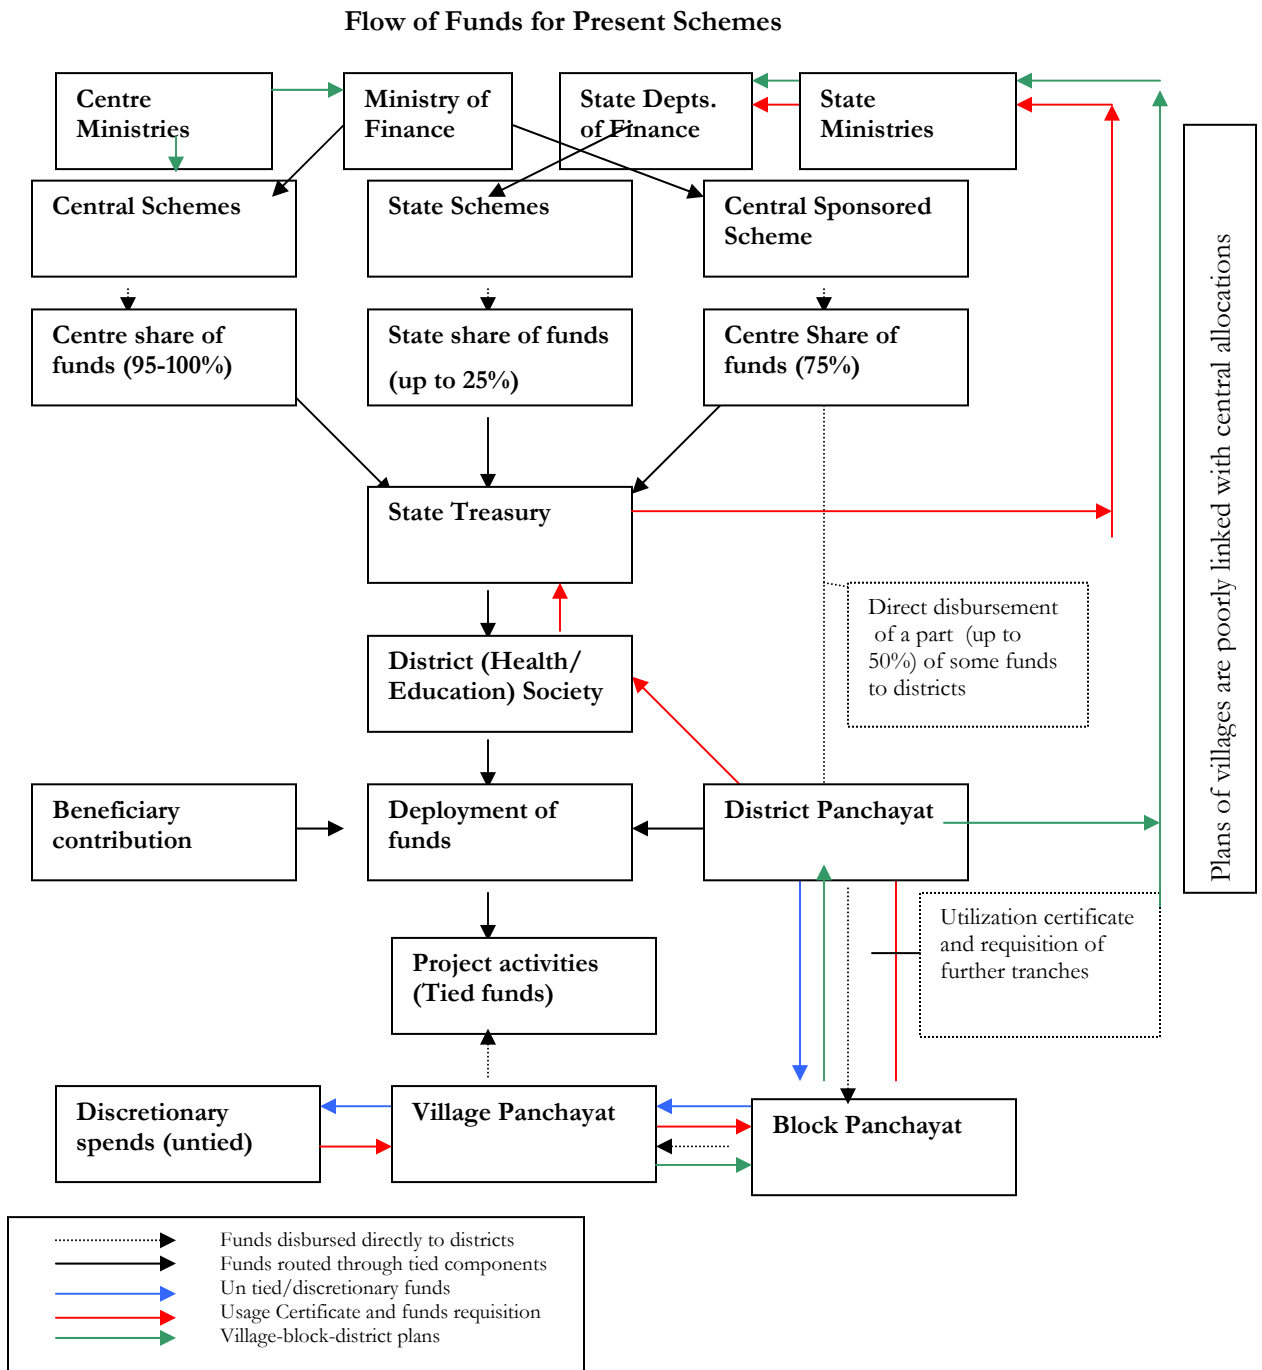 Flow of Funds for Present Schemes
Centre
Ministries
Ministry of
Finance
State Depts.
of Finance
State
Ministries
Central Schemes
State Schemes
Central Sponsored
Scheme
Centre share of
funds (95-100%)
State share of funds
(up to 25%)
Centre Share of
funds (75%)
Plans of villages are poorly linked with central allocations
State Treasury
Direct disbursement
of a part (up to
50%) of some funds
to districts
District (Health/
Education) Society
Beneficiary
contribution
Deployment of
funds
District Panchayat
Utilization certificate
and requisition of
further tranches
Project activities
(Tied funds)
Discretionary
spends (untied)
Village Panchayat
Block Panchayat
Funds disbursed directly to districts
Funds routed through tied components
Un tied/discretionary funds
Usage Certificate and funds requisition
Village-block-district plans